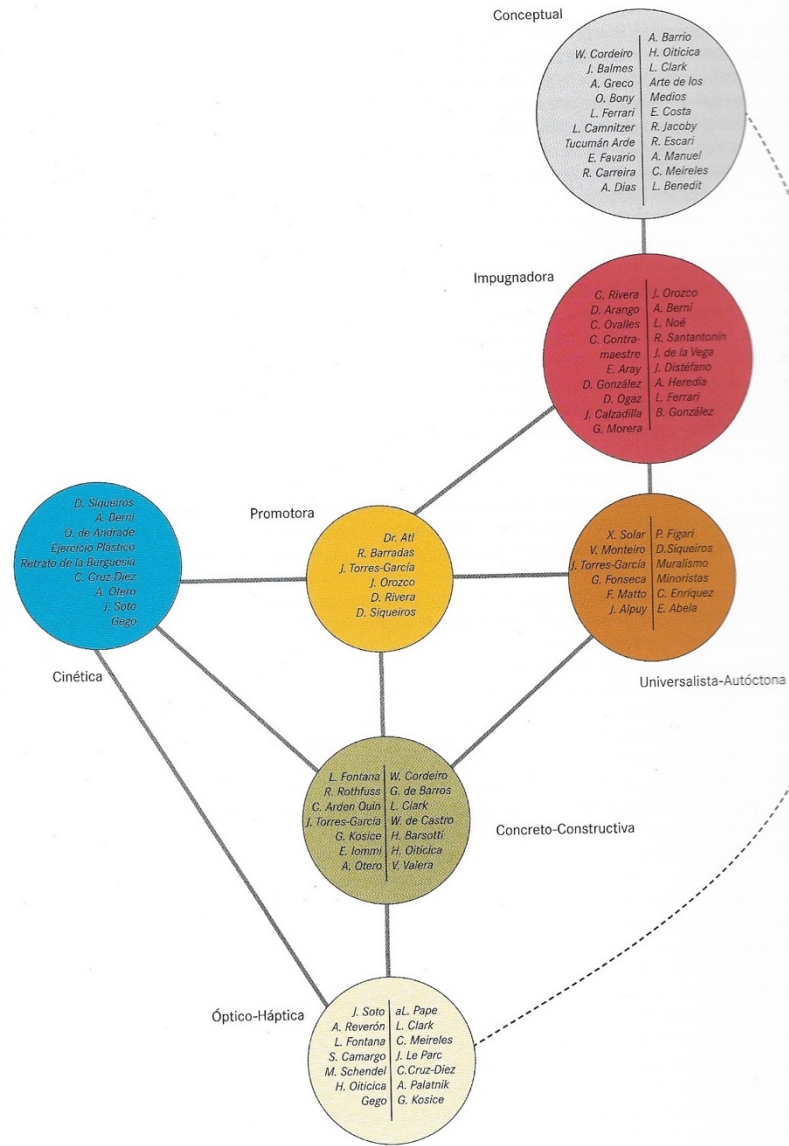 Conceptual
W. Cordeiro
J. Balmes
A. Greco
O. Bony
L. Ferrari
L. Camnitzer
Tucumán Arde
E. Favario
R. Carreira
A. Dias
A. Barrio
H. Oiticica
L. Clark
Arte de los
Medios
E. Costa
R. Jacoby
R. Escari
A. Manuel
C. Meireles
L. Benedit
Impugnadora
C. Rivera
D. Arango
C. Ovalles
C. Contra-
maestre
E. Aray
D. González
D. Ogaz
J. Calzadilla
G. Morera
J. Orozco
A. Berni
L. Noé
R. Santantonín
J. de la Vega
J. Distéfano
A. Heredia
L. Ferrari
B. González
D. Siqueiros
A. Berni
O. de Andrade
Ejercicio Plástico
Retrato de la Burguesía
C. Cruz Diez
A. Otero
J. Soto
Gego
Cinética
Promotora
Dr. Atl
R. Barradas
J. Torres-García
J. Orozco
D. Rivera
D. Siqueiros
X. Solar
V. Monteiro
J. Torres-García
G. Fonseca
F. Matto
J. Alpuy
P. Figari
D.Siqueiros
Muralismo
Minoristas
C. Enríquez
E. Abela
Universalista-Autóctona
L. Fontana
R. Rothfuss
C. Arden Quin
J. Torres-García
G. Kosice
E. Iommi
A. Otero
W. Cordeiro
G. de Barros
L. Clark
W. de Castro
H. Barsotti
H. Oiticica
V. Valera
Concreto-Constructiva
Óptico-Háptica
J. Soto
A. Reverón
L. Fontana
S. Camargo
M. Schendel
H. Oiticica
Gego
aL. Pape
L. Clark
C. Meireles
J. Le Parc
C.Cruz-Diez
A. Palatnik
G. Kosice